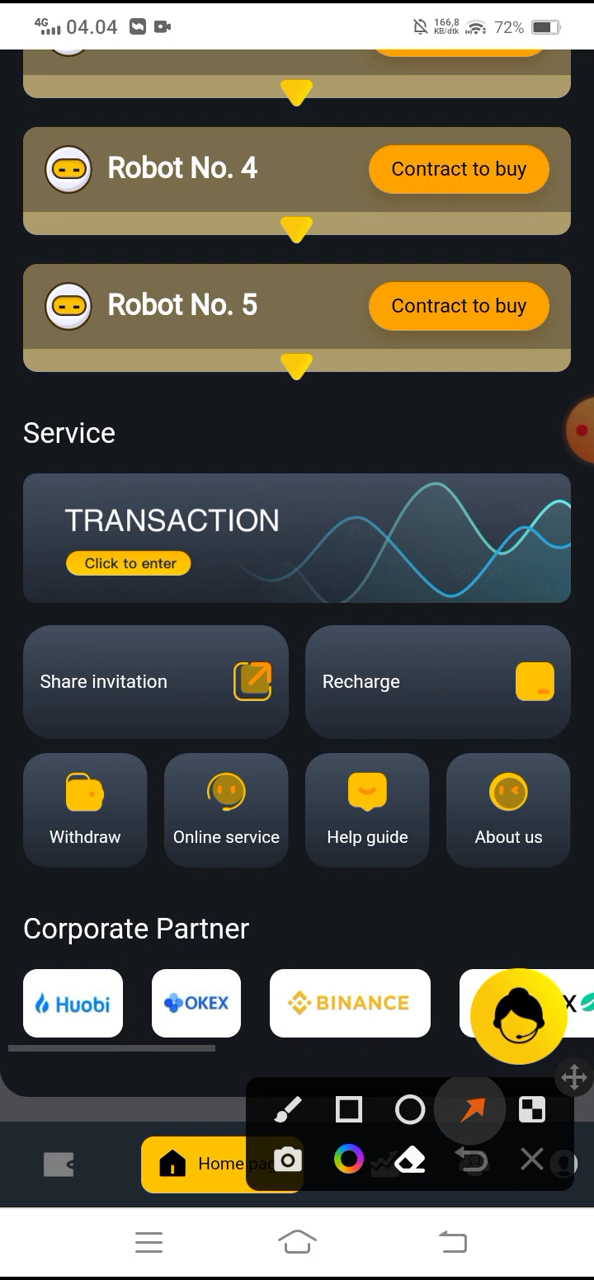 4G 04.04 166,8 KB/dtk 72%
Robot No. 4 Contract to buy
Robot No. 5 Contract to buy
Service
TRANSACTION
Click to enter
Share invitation Recharge
Withdraw Online service Help guide About us
Corporate Partner
Huobi OKEX BINANCE X
Home pag